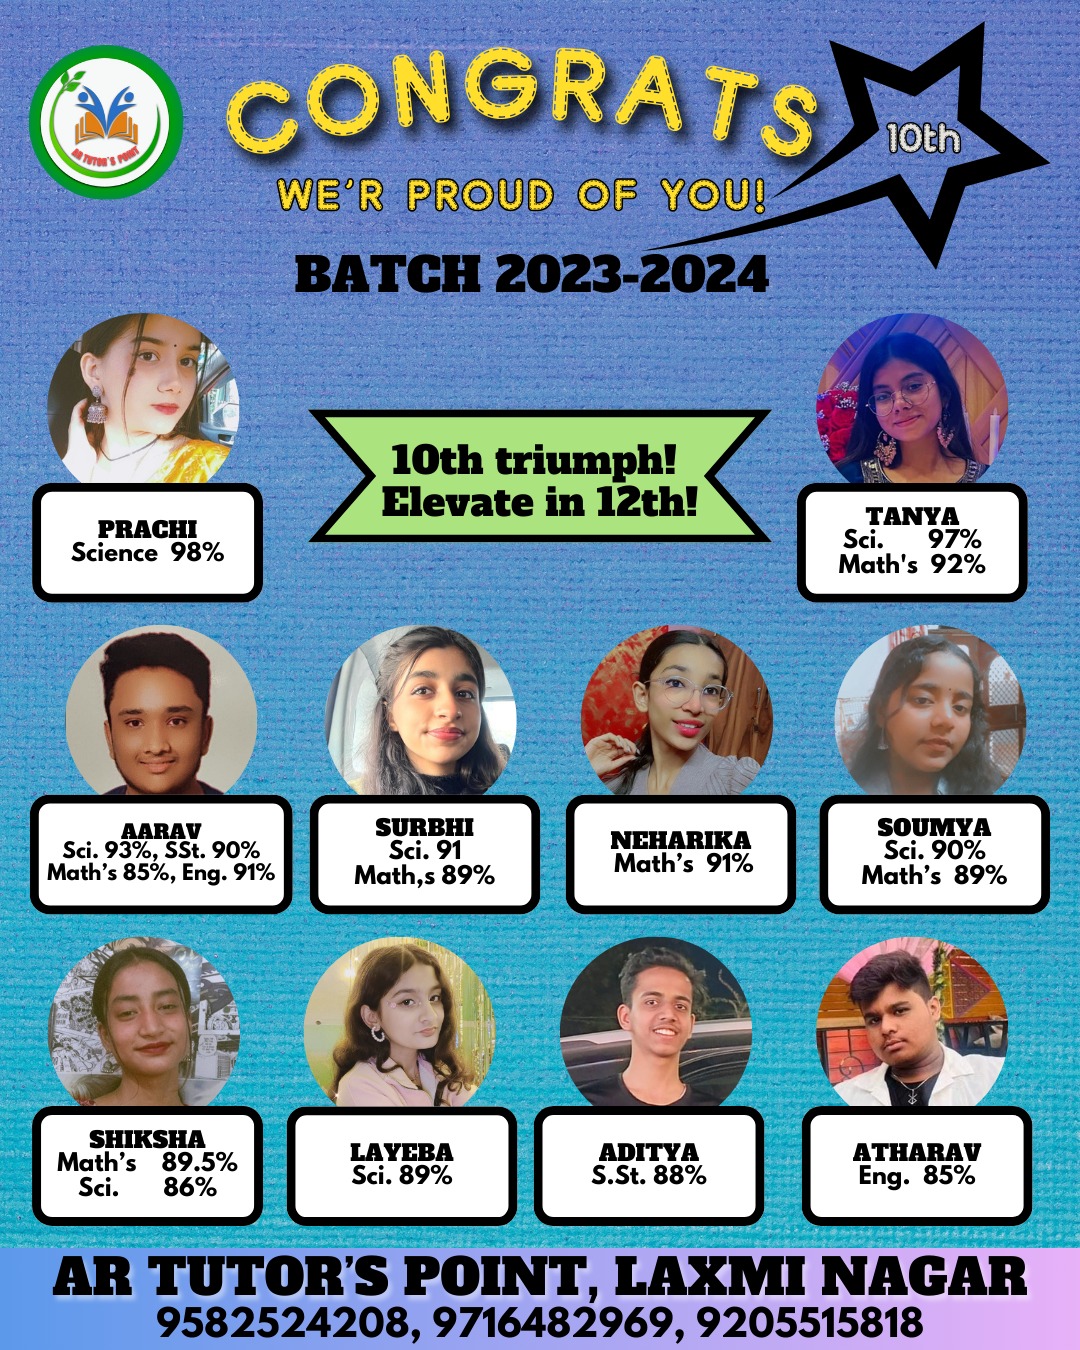 AR TUTOR'S POINT
CONGRATS
10th
WE'R PROUD OF YOU!
BATCH 2023-2024
10th triumph!
Elevate in 12th!
PRACHI
Science 98%
TANYA
Sci. 97%
Math's 92%
AARAV
Sci. 93%, SSt. 90%
Math's 85%, Eng. 91%
SURBHI
Sci. 91
Math,s 89%
NEHARIKA
Math's 91%
SOUMYA
Sci. 90%
Math's 89%
SHIKSHA
Math's 89.5%
Sci. 86%
LAYEBA
Sci. 89%
ADITYA
S.St. 88%
ATHARAV
Eng. 85%
AR TUTOR'S POINT, LAXMI NAGAR
9582524208, 9716482969, 9205515818